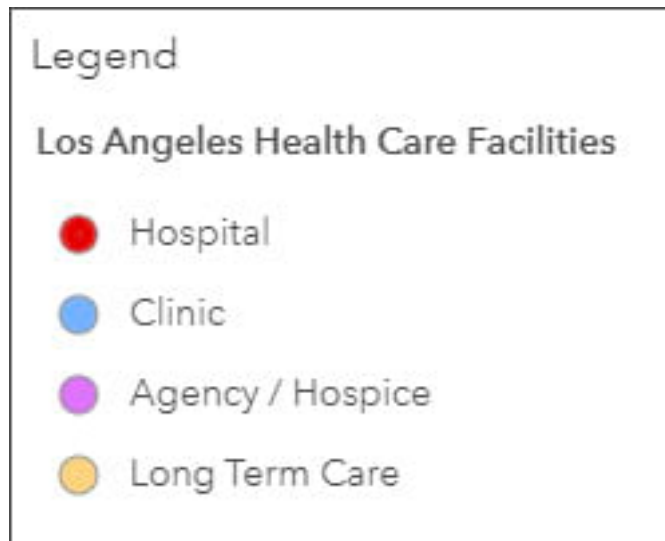 Legend
Los Angeles Health Care Facilities
Hospital
Clinic
Agency / Hospice
Long Term Care